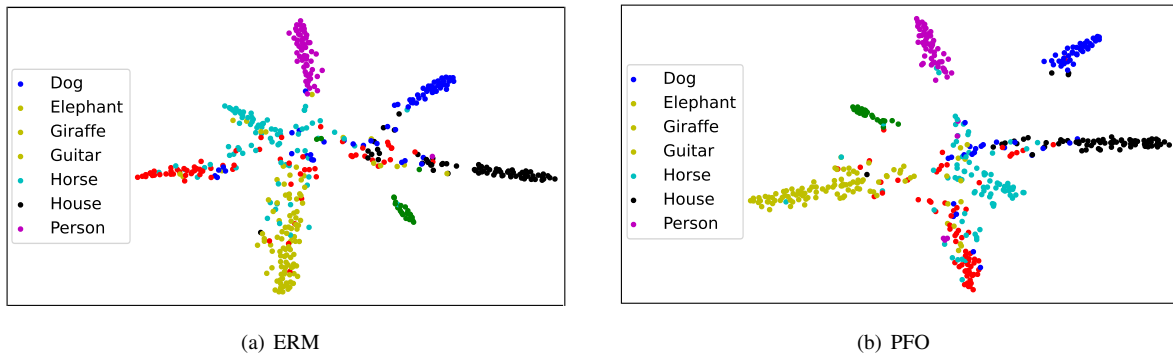 Dog
Elephant
Giraffe
Guitar
Horse
House
Person
Dog
Elephant
Giraffe
Guitar
Horse
House
Person
(a) ERM
(b) PFO